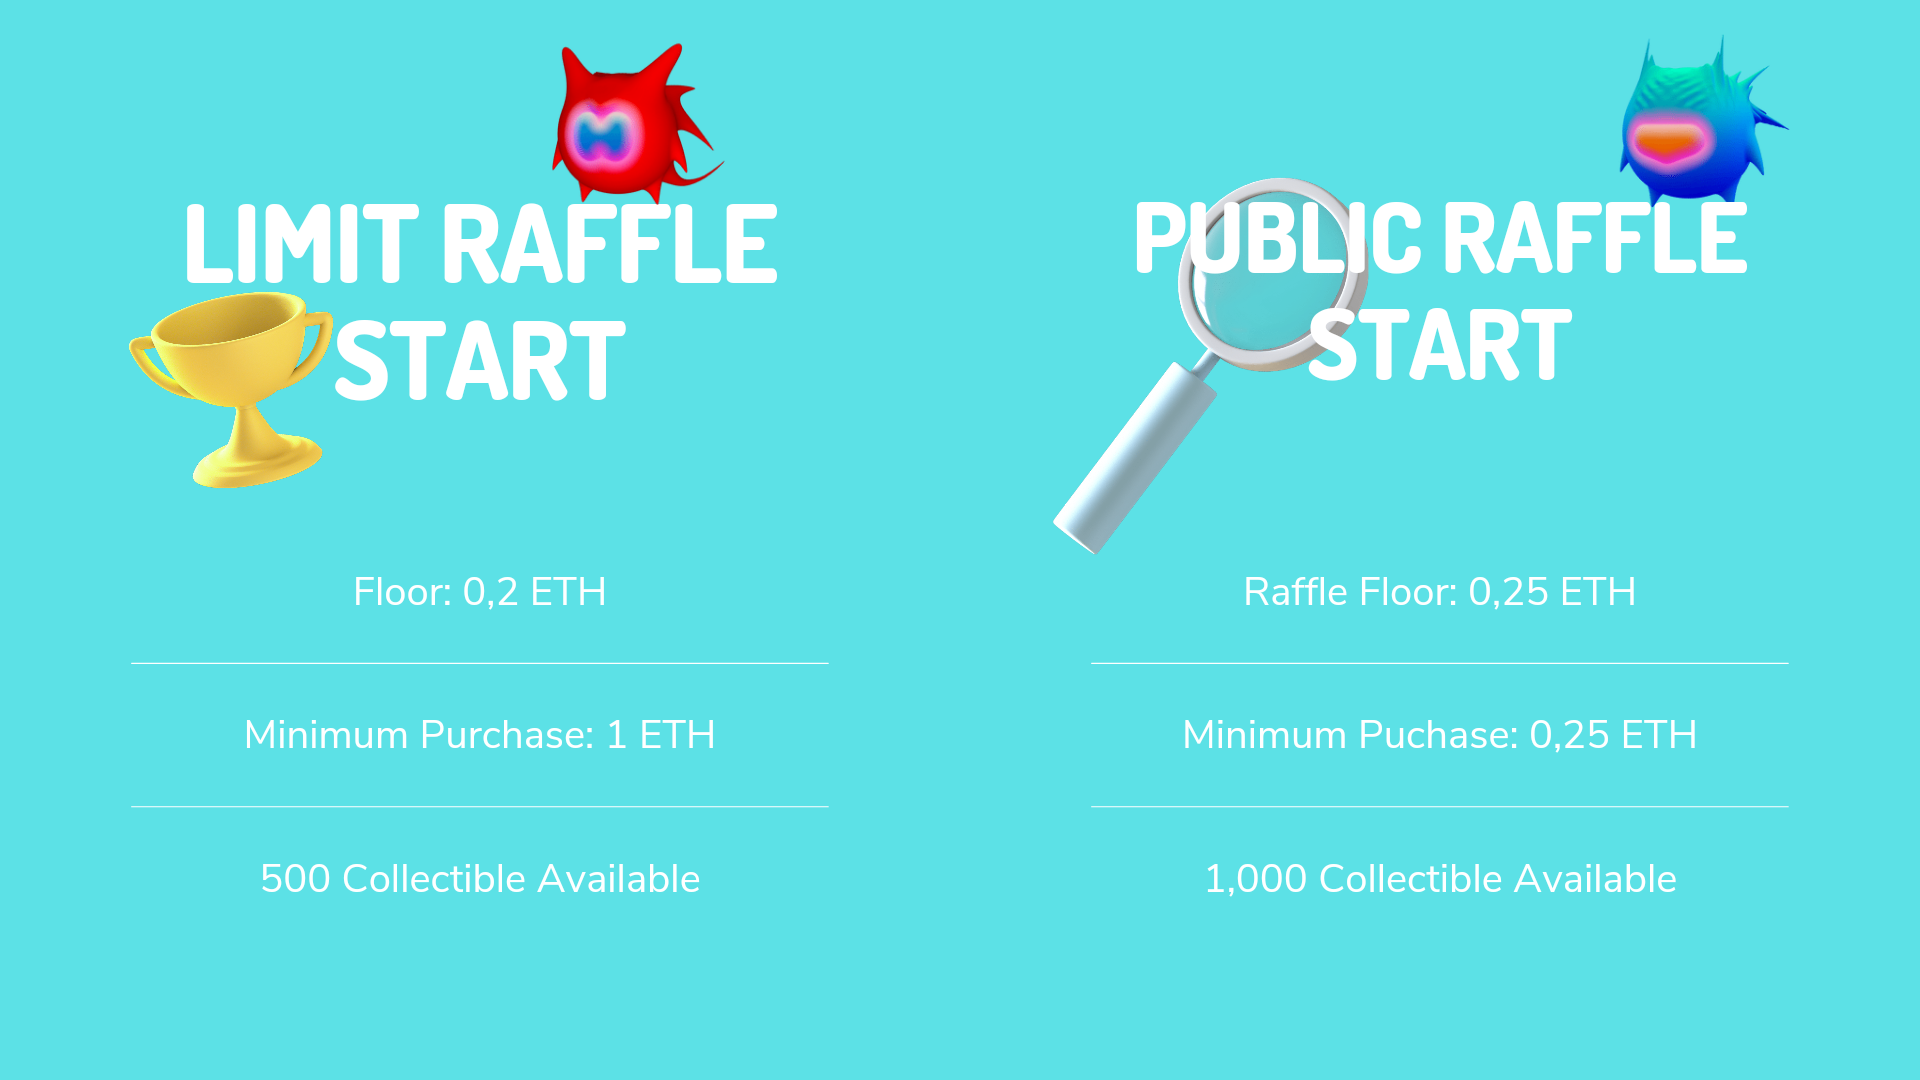 LIMIT RAFFLE
START
Floor: 0,2 ETH
Minimum Purchase: 1 ETH
500 Collectible Available
PUBLIC RAFFLE
START
Raffle Floor: 0,25 ETH
Minimum Puchase: 0,25 ETH
1,000 Collectible Available